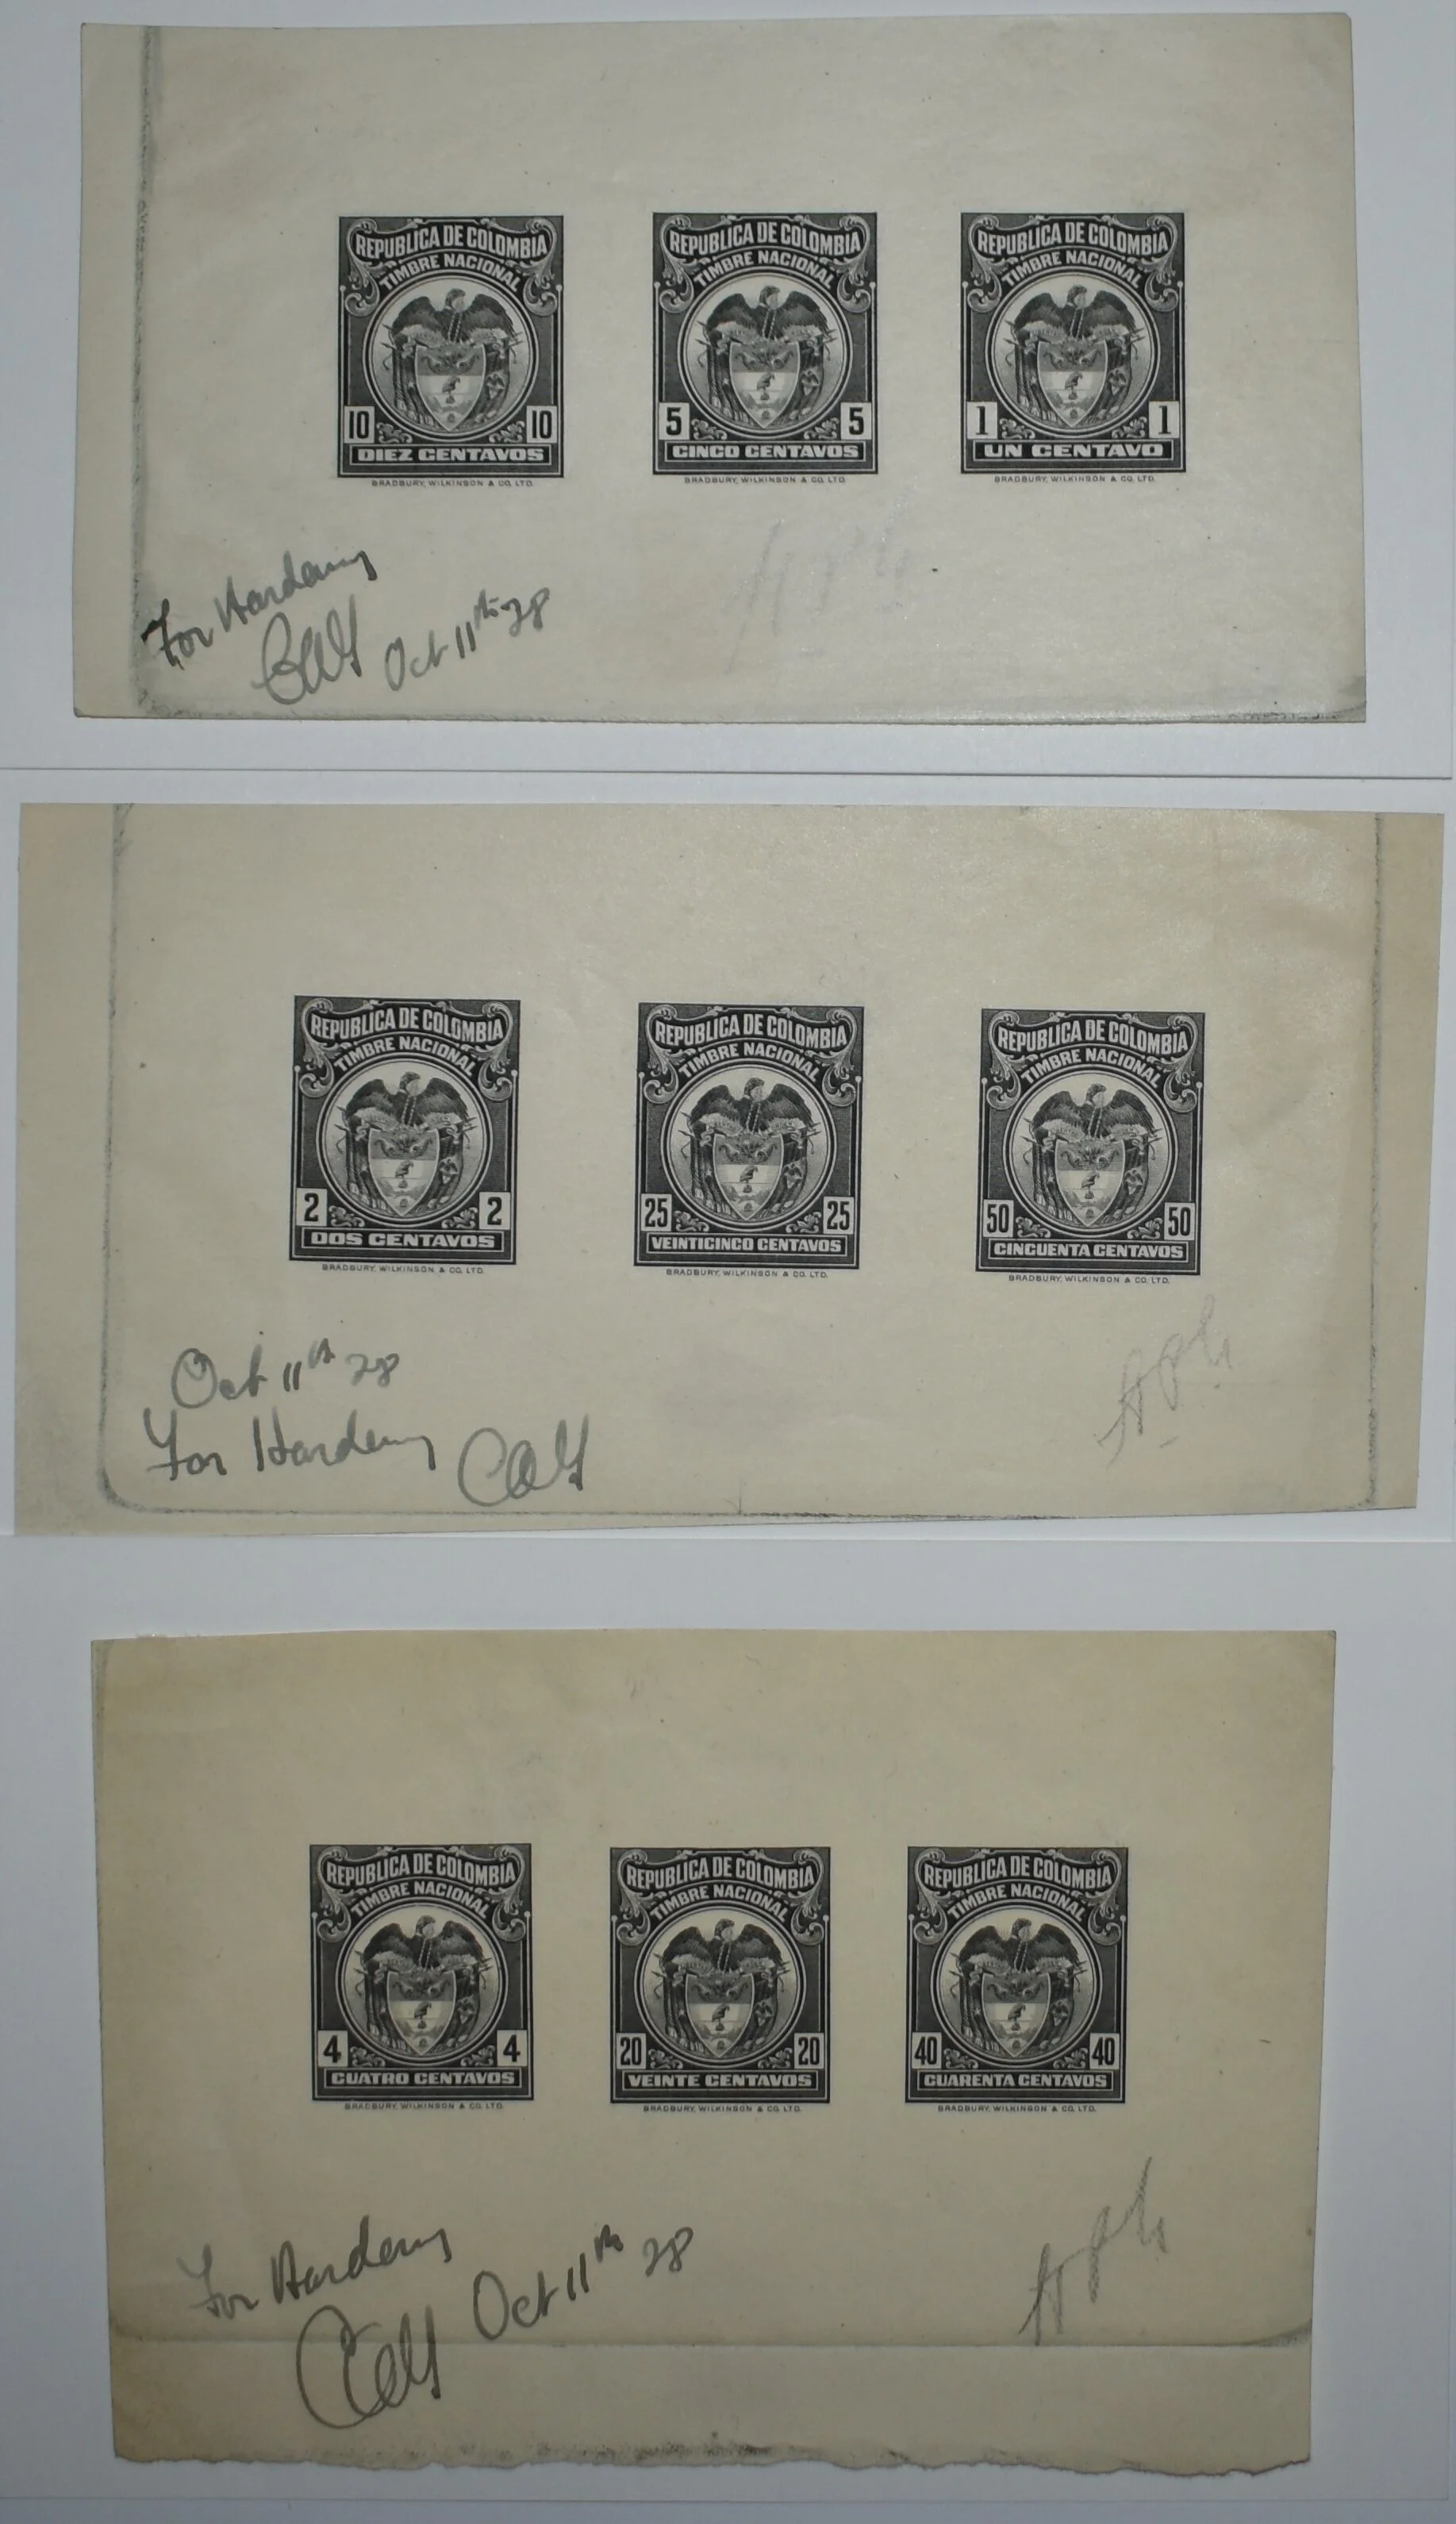 REPUBLICA DE COLOMBIA
TIMBRE NACIONAL
10 10
DIEZ CENTAVOS
BRADBURY, WILKINSON & CO. LTD.
REPUBLICA DE COLOMBIA
TIMBRE NACIONAL
5 5
CINCO CENTAVOS
BRADBURY, WILKINSON & CO. LTD.
REPUBLICA DE COLOMBIA
TIMBRE NACIONAL
1 1
UN CENTAVO
BRADBURY, WILKINSON & CO. LTD.
For Hardening
Oct 11th 28
REPUBLICA DE COLOMBIA
TIMBRE NACIONAL
2 2
DOS CENTAVOS
BRADBURY, WILKINSON & CO. LTD.
REPUBLICA DE COLOMBIA
TIMBRE NACIONAL
25 25
VEINTICINCO CENTAVOS
BRADBURY, WILKINSON & CO. LTD.
REPUBLICA DE COLOMBIA
TIMBRE NACIONAL
50 50
CINCUENTA CENTAVOS
BRADBURY, WILKINSON & CO. LTD.
Oct 11th 28
For Hardening
REPUBLICA DE COLOMBIA
TIMBRE NACIONAL
4 4
CUATRO CENTAVOS
BRADBURY, WILKINSON & CO. LTD.
REPUBLICA DE COLOMBIA
TIMBRE NACIONAL
20 20
VEINTE CENTAVOS
BRADBURY, WILKINSON & CO. LTD.
REPUBLICA DE COLOMBIA
TIMBRE NACIONAL
40 40
CUARENTA CENTAVOS
BRADBURY, WILKINSON & CO. LTD.
For Hardening
Oct 11th 28